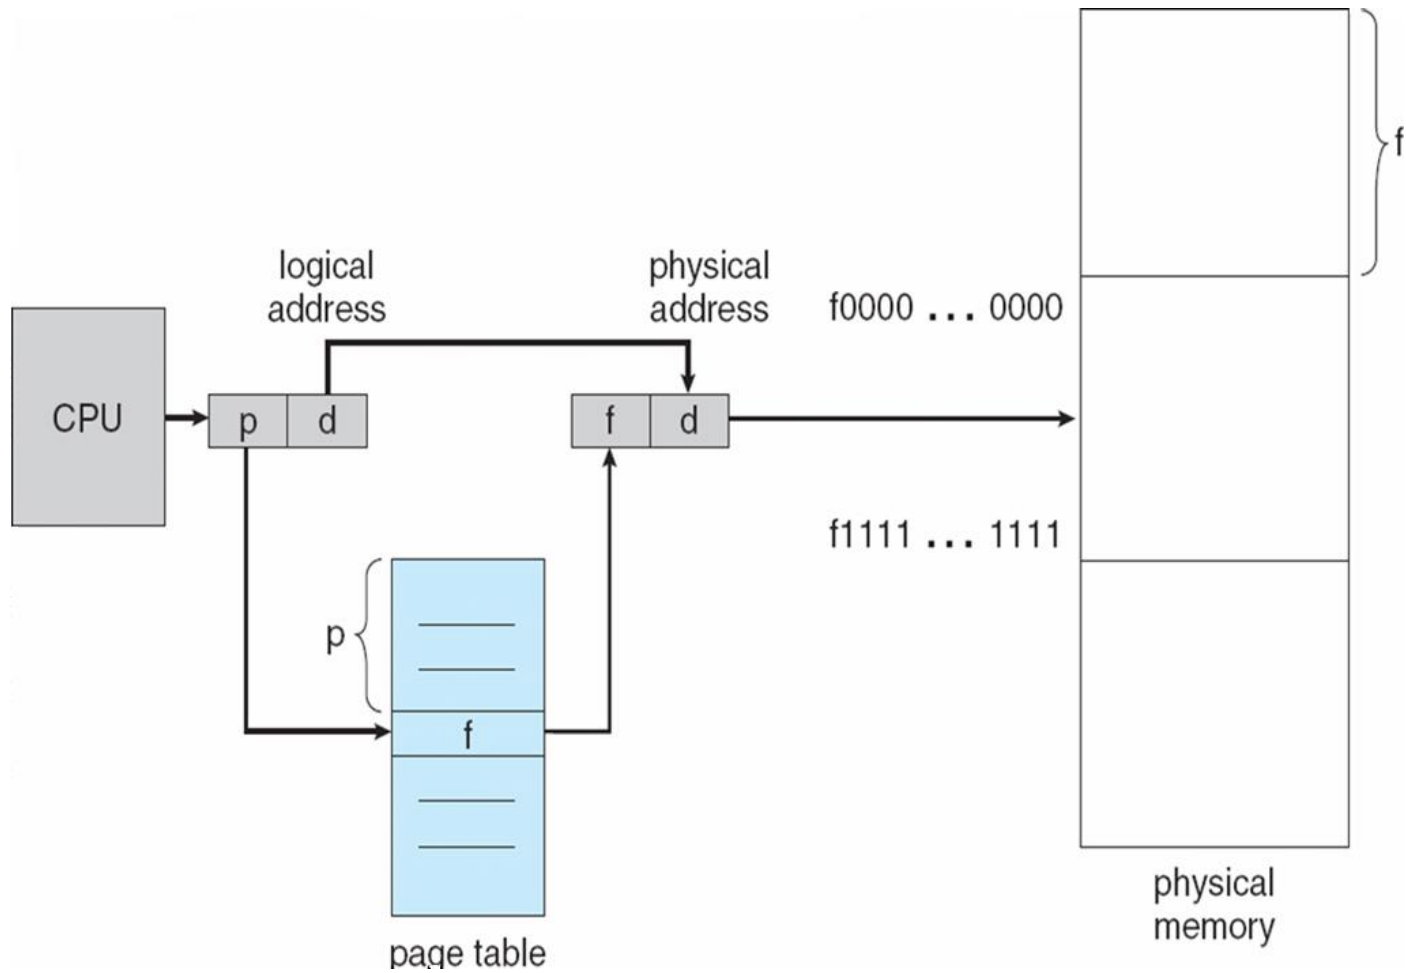 f
logical
address
physical
address
f0000 ... 0000
CPU
p
d
f
d
f1111 ... 1111
p
f
physical
memory
page table